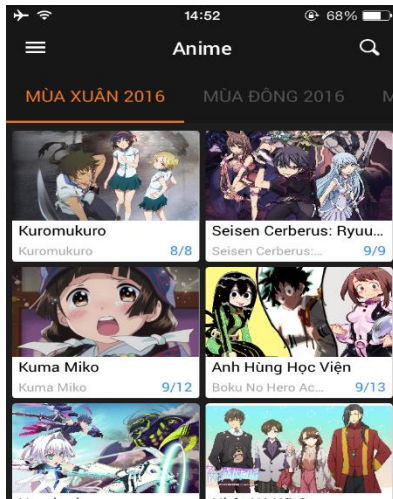 14:52
68%
Anime
MÙA XUÂN 2016
MÙA ĐÔNG 2016
M
Kuromukuro
Kuromukuro
8/8
Seisen Cerberus: Ryuu...
Seisen Cerberus:...
9/9
Kuma Miko
Kuma Miko
9/12
Anh Hùng Học Viện
Boku No Hero Ac...
9/13